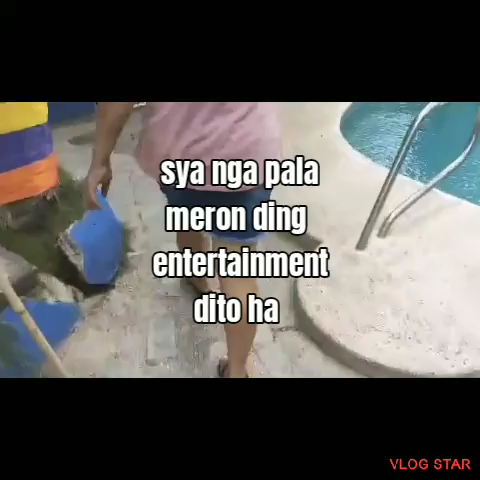 sya nga pala
meron ding
entertainment
dito ha
VLOG STAR